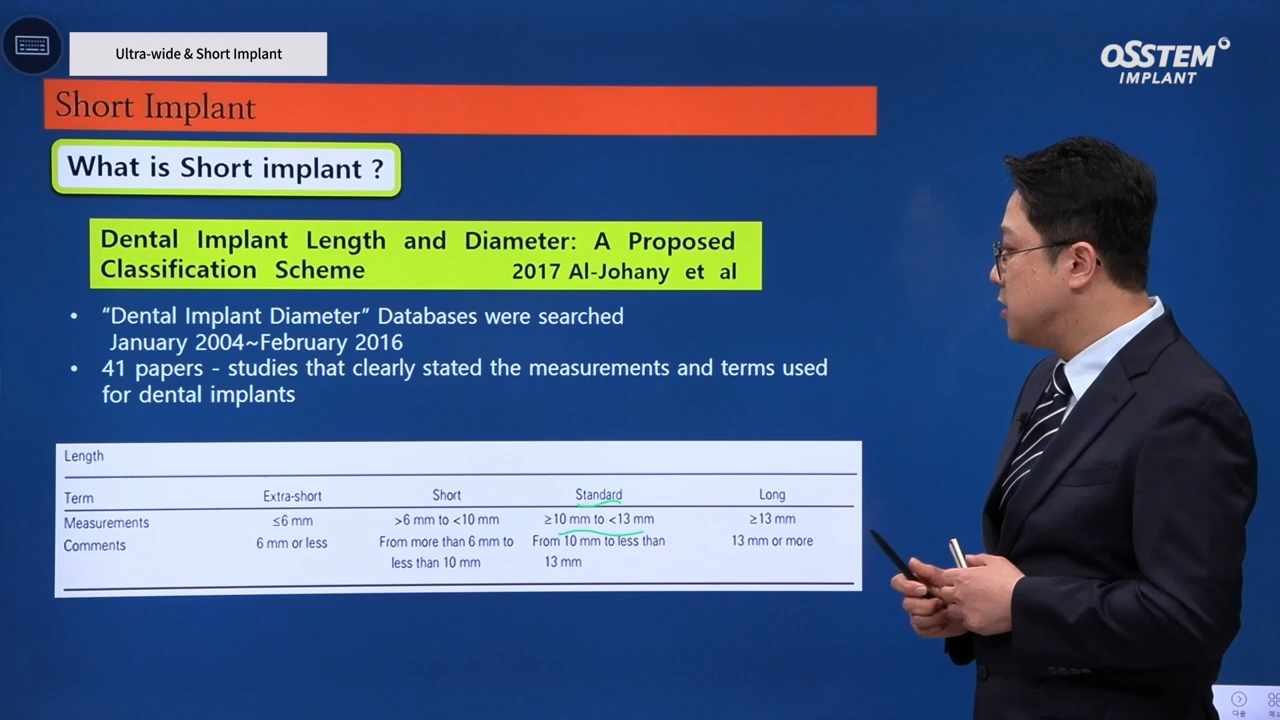 Ultra-wide & Short Implant
OSSTEM
IMPLANT
Short Implant
What is Short implant ?
Dental Implant Length and Diameter: A Proposed
Classification Scheme 2017 Al-Johany et al
• “Dental Implant Diameter” Databases were searched
January 2004~February 2016
• 41 papers - studies that clearly stated the measurements and terms used
for dental implants
Length
Term Extra-short Short Standard Long
Measurements ≤6 mm >6 mm to <10 mm ≥10 mm to <13 mm ≥13 mm
Comments 6 mm or less From more than 6 mm to From 10 mm to less than 13 mm or more
less than 10 mm 13 mm
다음